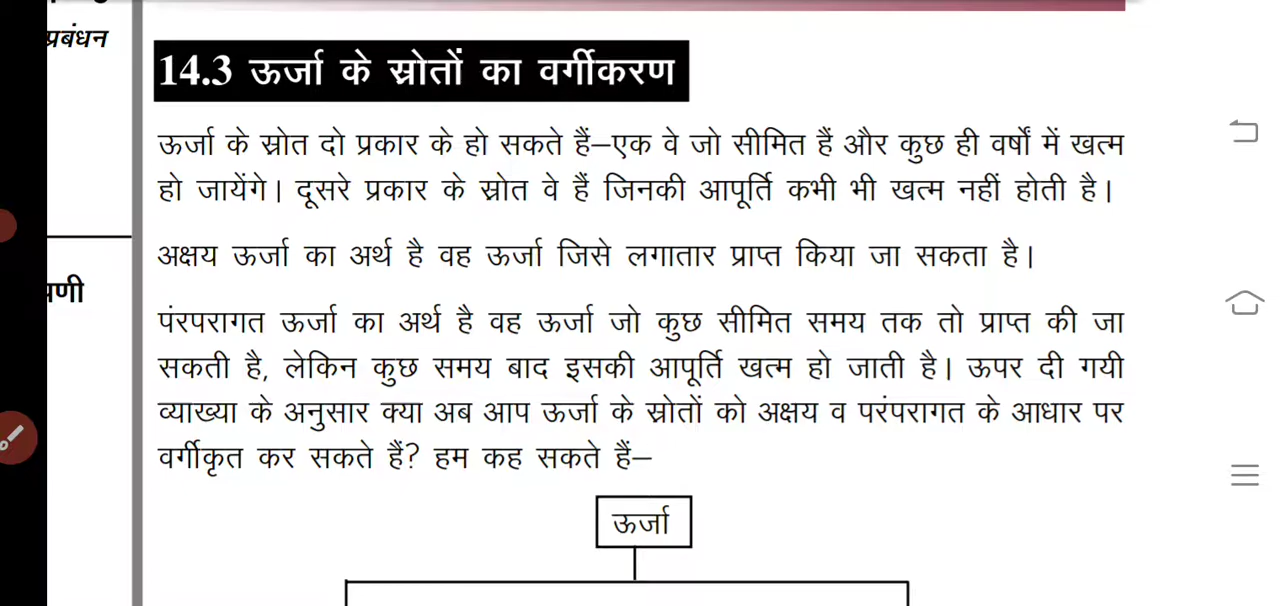 प्रबंधन
14.3 ऊर्जा के स्रोतों का वर्गीकरण
ऊर्जा के स्रोत दो प्रकार के हो सकते हैं–एक वे जो सीमित हैं और कुछ ही वर्षों में खत्म
हो जायेंगे। दूसरे प्रकार के स्रोत वे हैं जिनकी आपूर्ति कभी भी खत्म नहीं होती है।
अक्षय ऊर्जा का अर्थ है वह ऊर्जा जिसे लगातार प्राप्त किया जा सकता है।
पंरपरागत ऊर्जा का अर्थ है वह ऊर्जा जो कुछ सीमित समय तक तो प्राप्त की जा
सकती है, लेकिन कुछ समय बाद इसकी आपूर्ति खत्म हो जाती है। ऊपर दी गयी
व्याख्या के अनुसार क्या अब आप ऊर्जा के स्रोतों को अक्षय व परंपरागत के आधार पर
वर्गीकृत कर सकते हैं? हम कह सकते हैं–
ऊर्जा